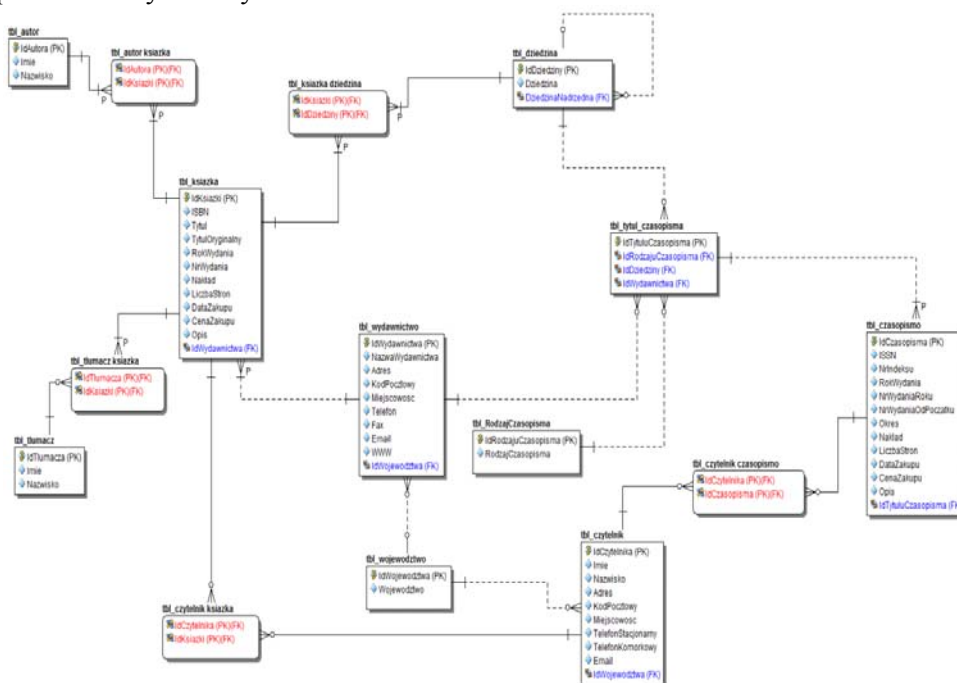 tbl_autor
IdAutora (PK)
Imie
Nazwisko
tbl_autor ksiazka
IdAutora (PK)(FK)
IdKsiazki (PK)(FK)
P
P
tbl_ksiazka dziedzina
IdKsiazki (PK)(FK)
IdDziedziny (PK)(FK)
P
P
tbl_dziedzina
IdDziedziny (PK)
Dziedzina
DziedzinaNadrzedna (FK)
tbl_ksiazka
IdKsiazki (PK)
ISBN
Tytul
TytulOryginalny
RokWydania
NrWydania
Naklad
LiczbaStron
DataZakupu
CenaZakupu
Opis
IdWydawnictwa (FK)
P
P
tbl_tytul_czasopisma
IdTytuluCzasopisma (PK)
IdRodzajuCzasopisma (FK)
IdDziedziny (FK)
IdWydawnictwa (FK)
P
tbl_czasopismo
IdCzasopisma (PK)
ISSN
NrIndeksu
RokWydania
NrWydaniaRoku
NrWydaniaOdPoczatku
Okres
Naklad
LiczbaStron
DataZakupu
CenaZakupu
Opis
IdTytuluCzasopisma (FK)
tbl_wydawnictwo
IdWydawnictwa (PK)
NazwaWydawnictwa
Adres
KodPocztowy
Miejscowosc
Telefon
Fax
Email
WWW
IdWojewodztwa (FK)
tbl_tlumacz ksiazka
IdTlumacza (PK)(FK)
IdKsiazki (PK)(FK)
tbl_tlumacz
IdTlumacza (PK)
Imie
Nazwisko
tbl_RodzajCzasopisma
IdRodzajuCzasopisma (PK)
RodzajCzasopisma
tbl_czytelnik czasopismo
IdCzytelnika (PK)(FK)
IdCzasopisma (PK)(FK)
tbl_wojewodztwo
IdWojewodztwa (PK)
Wojewodztwo
tbl_czytelnik
IdCzytelnika (PK)
Imie
Nazwisko
Adres
KodPocztowy
Miejscowosc
TelefonStacjonarny
TelefonKomorkowy
Email
IdWojewodztwa (FK)
tbl_czytelnik ksiazka
IdCzytelnika (PK)(FK)
IdKsiazki (PK)(FK)